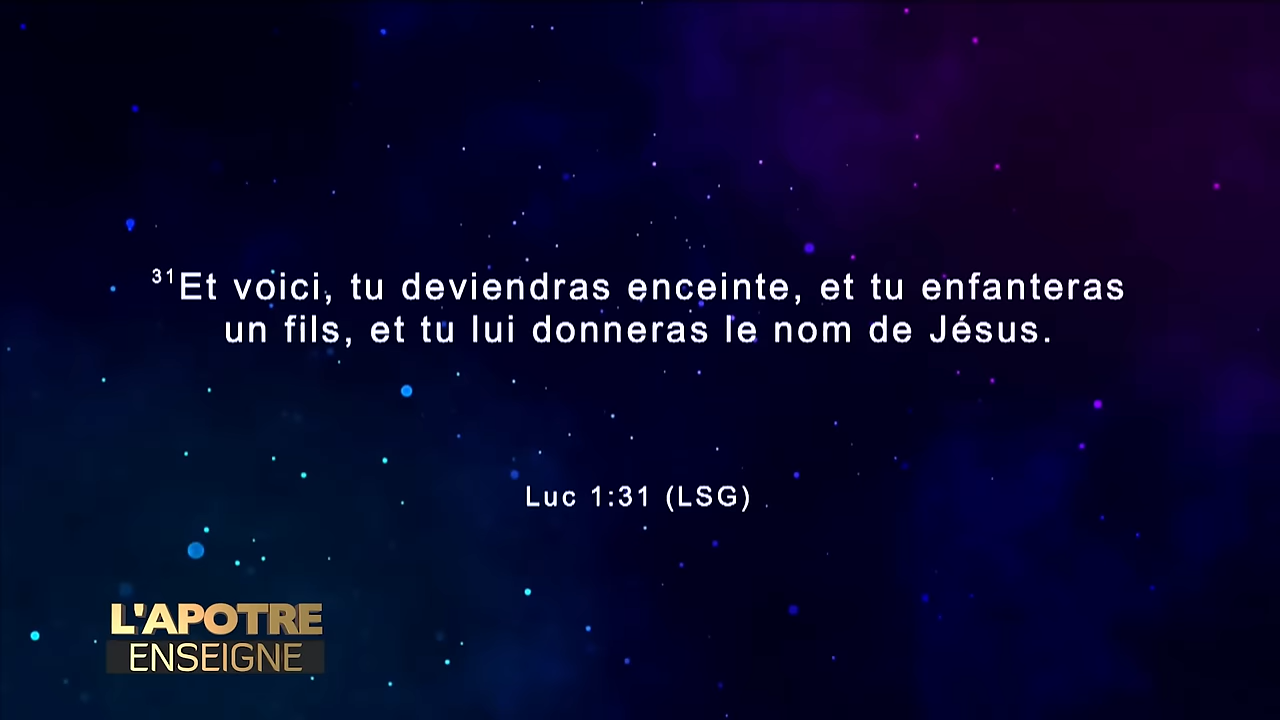 ³¹Et voici, tu deviendras enceinte, et tu enfanteras
un fils, et tu lui donneras le nom de Jésus.
Luc 1:31 (LSG)
L'APOTRE
ENSEIGNE